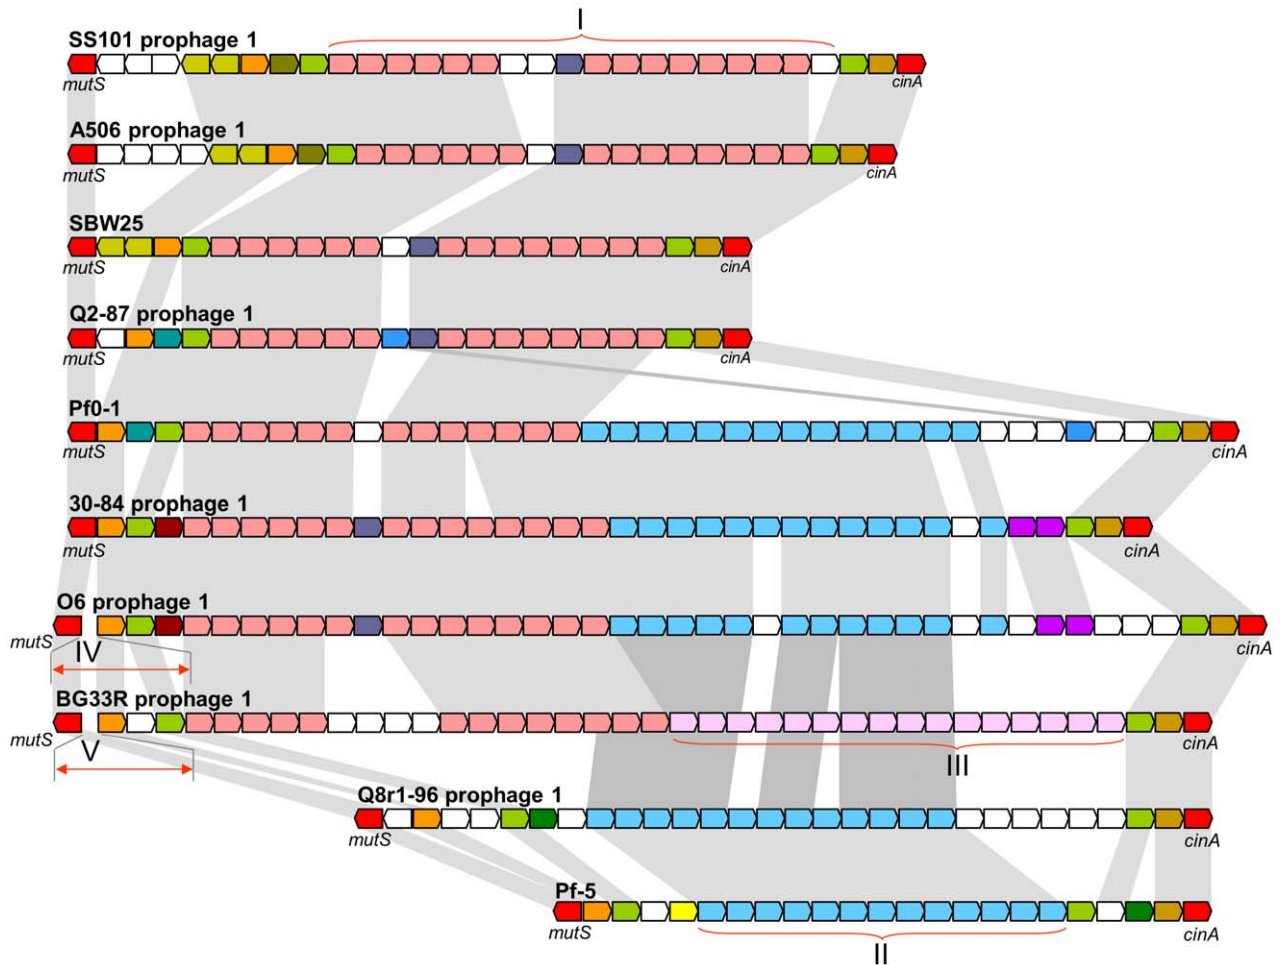 I
SS101 prophage 1
mutS cinA
A506 prophage 1
mutS cinA
SBW25
mutS cinA
Q2-87 prophage 1
mutS cinA
Pf0-1
mutS cinA
30-84 prophage 1
mutS cinA
O6 prophage 1
mutS cinA
IV
BG33R prophage 1
mutS cinA
V
III
Q8r1-96 prophage 1
mutS cinA
Pf-5
mutS cinA
II